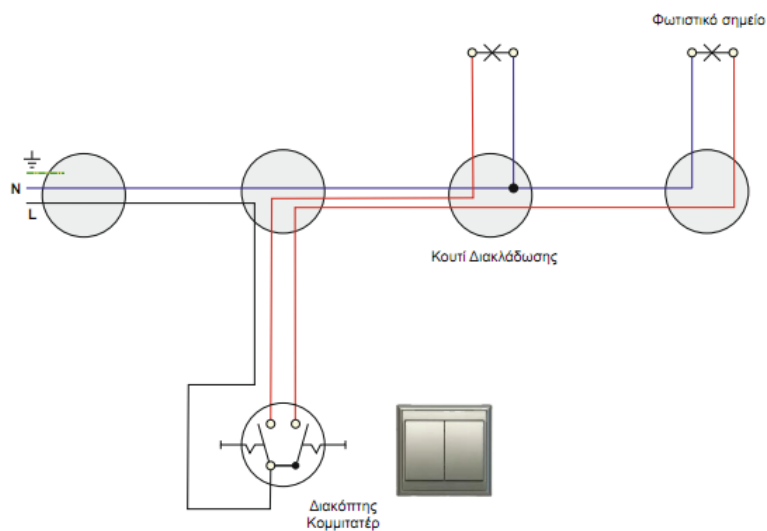 Φωτιστικό σημείο
N
L
Κουτί Διακλάδωσης
Διακόπτης
Κομμιτατέρ